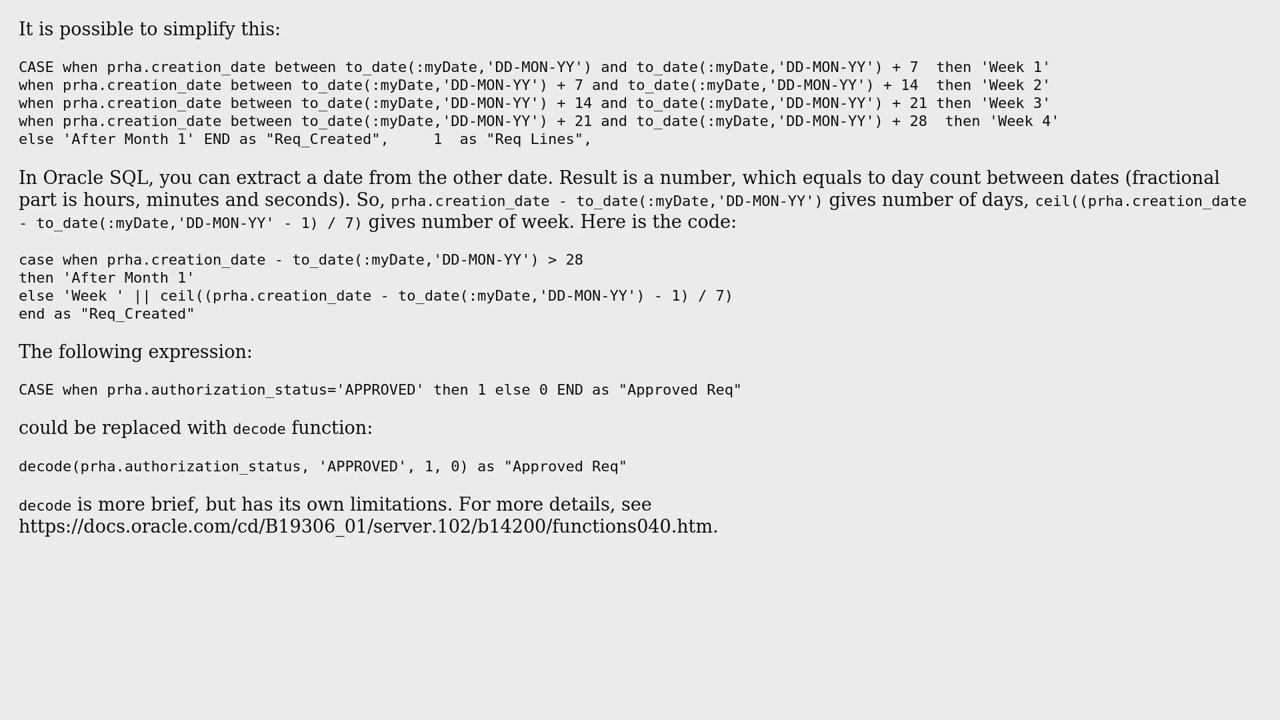 It is possible to simplify this:
CASE when prha.creation_date between to_date(:myDate,'DD-MON-YY') and to_date(:myDate,'DD-MON-YY') + 7  then 'Week 1'
when prha.creation_date between to_date(:myDate,'DD-MON-YY') + 7 and to_date(:myDate,'DD-MON-YY') + 14  then 'Week 2'
when prha.creation_date between to_date(:myDate,'DD-MON-YY') + 14 and to_date(:myDate,'DD-MON-YY') + 21 then 'Week 3'
when prha.creation_date between to_date(:myDate,'DD-MON-YY') + 21 and to_date(:myDate,'DD-MON-YY') + 28  then 'Week 4'
else 'After Month 1' END as "Req_Created",     1  as "Req Lines",
In Oracle SQL, you can extract a date from the other date. Result is a number, which equals to day count between dates (fractional
part is hours, minutes and seconds). So, prha.creation_date - to_date(:myDate,'DD-MON-YY') gives number of days, ceil((prha.creation_date
- to_date(:myDate,'DD-MON-YY' - 1) / 7) gives number of week. Here is the code:
case when prha.creation_date - to_date(:myDate,'DD-MON-YY') > 28
then 'After Month 1'
else 'Week ' || ceil((prha.creation_date - to_date(:myDate,'DD-MON-YY') - 1) / 7)
end as "Req_Created"
The following expression:
CASE when prha.authorization_status='APPROVED' then 1 else 0 END as "Approved Req"
could be replaced with decode function:
decode(prha.authorization_status, 'APPROVED', 1, 0) as "Approved Req"
decode is more brief, but has its own limitations. For more details, see
https://docs.oracle.com/cd/B19306_01/server.102/b14200/functions040.htm.